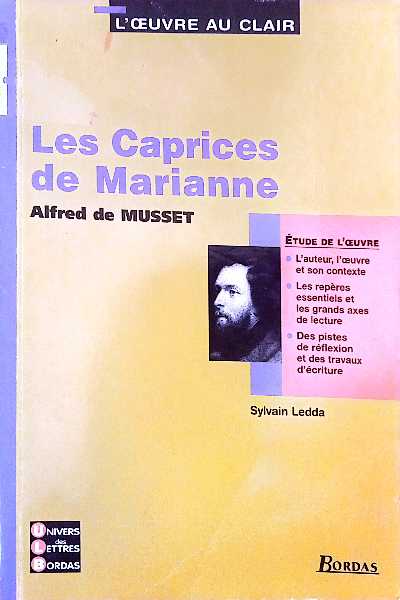 L'ŒUVRE AU CLAIR
Les Caprices
de Marianne
Alfred de MUSSET
ÉTUDE DE L'ŒUVRE
L'auteur, l'œuvre
et son contexte
Les repères
essentiels et
les grands axes
de lecture
Des pistes
de réflexion
et des travaux
d'écriture
Sylvain Ledda
UNIVERS
des
LETTRES
BORDAS
BORDAS